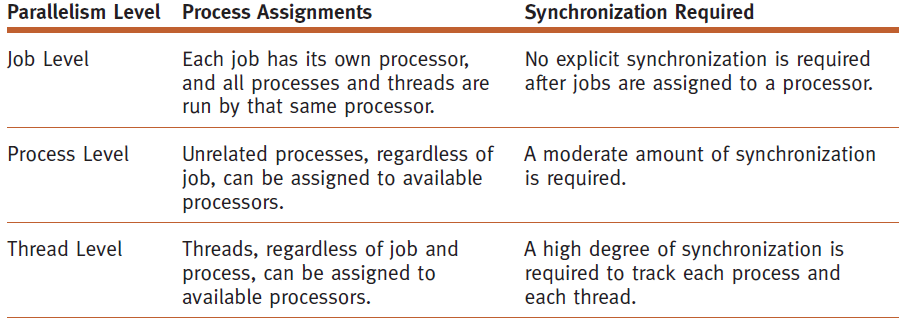 Parallelism Level Process Assignments Synchronization Required
Job Level Each job has its own processor, No explicit synchronization is required
and all processes and threads are after jobs are assigned to a processor.
run by that same processor.
Process Level Unrelated processes, regardless of A moderate amount of synchronization
job, can be assigned to available is required.
processors.
Thread Level Threads, regardless of job and A high degree of synchronization is
process, can be assigned to required to track each process and
available processors. each thread.